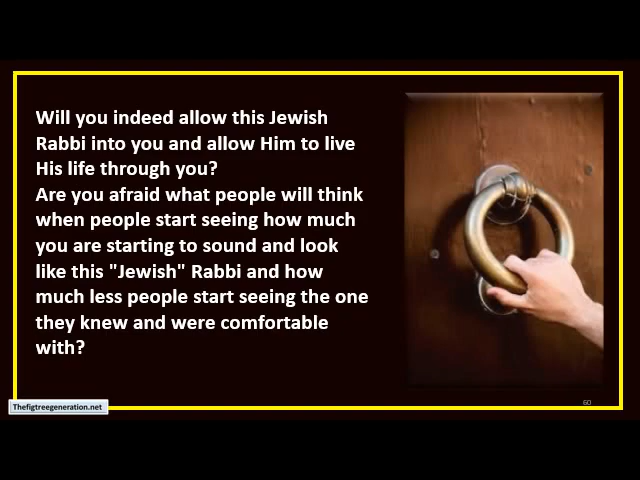 Will you indeed allow this Jewish
Rabbi into you and allow Him to live
His life through you?
Are you afraid what people will think
when people start seeing how much
you are starting to sound and look
like this "Jewish" Rabbi and how
much less people start seeing the one
they knew and were comfortable
with?
Thefigtreegeneration.net
60